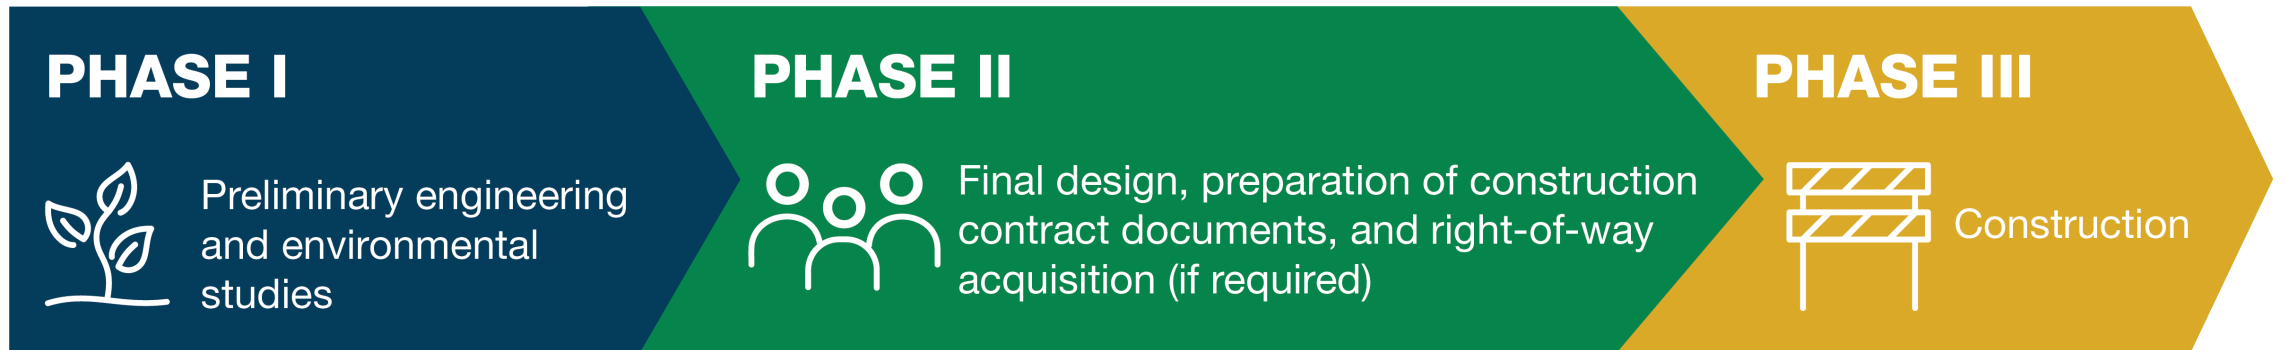 PHASE I
Preliminary engineering
and environmental
studies
PHASE II
Final design, preparation of construction
contract documents, and right-of-way
acquisition (if required)
PHASE III
Construction